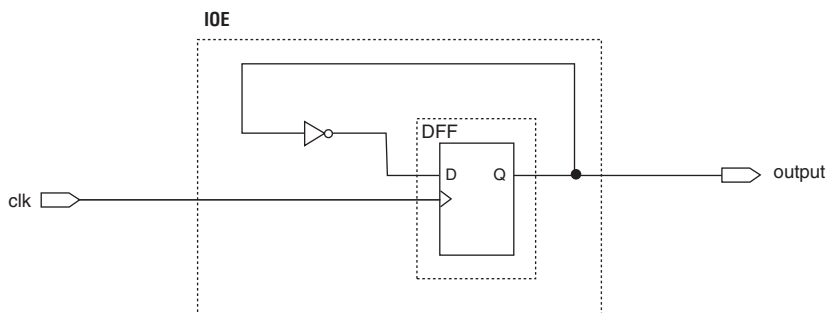 IOE
DFF
D Q
clk
output